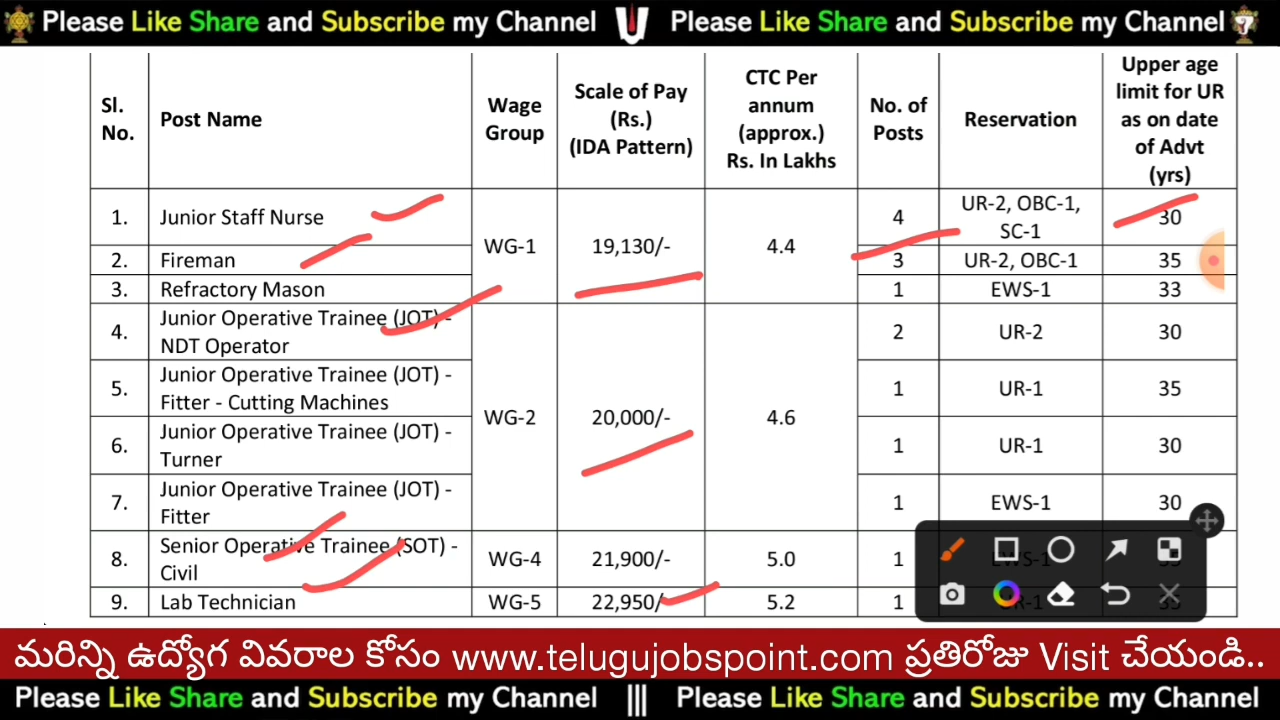 Please Like Share and Subscribe my Channel Please Like Share and Subscribe my Channel
Sl. No. Post Name Wage Group Scale of Pay (Rs.) (IDA Pattern) CTC Per annum (approx.) Rs. In Lakhs No. of Posts Reservation Upper age limit for UR as on date of Advt (yrs)
1. Junior Staff Nurse WG-1 19,130/- 4.4 4 UR-2, OBC-1, SC-1 30
2. Fireman 3 UR-2, OBC-1 35
3. Refractory Mason 1 EWS-1 33
4. Junior Operative Trainee (JOT) - NDT Operator WG-2 20,000/- 4.6 2 UR-2 30
5. Junior Operative Trainee (JOT) - Fitter - Cutting Machines 1 UR-1 35
6. Junior Operative Trainee (JOT) - Turner 1 UR-1 30
7. Junior Operative Trainee (JOT) - Fitter 1 EWS-1 30
8. Senior Operative Trainee (SOT) - Civil WG-4 21,900/- 5.0 1 EWS-1 35
9. Lab Technician WG-5 22,950/- 5.2 1 UR-1 35
మరిన్ని ఉద్యోగ వివరాల కోసం www.telugujobspoint.com ప్రతిరోజు Visit చేయండి..
Please Like Share and Subscribe my Channel ||| Please Like Share and Subscribe my Channel